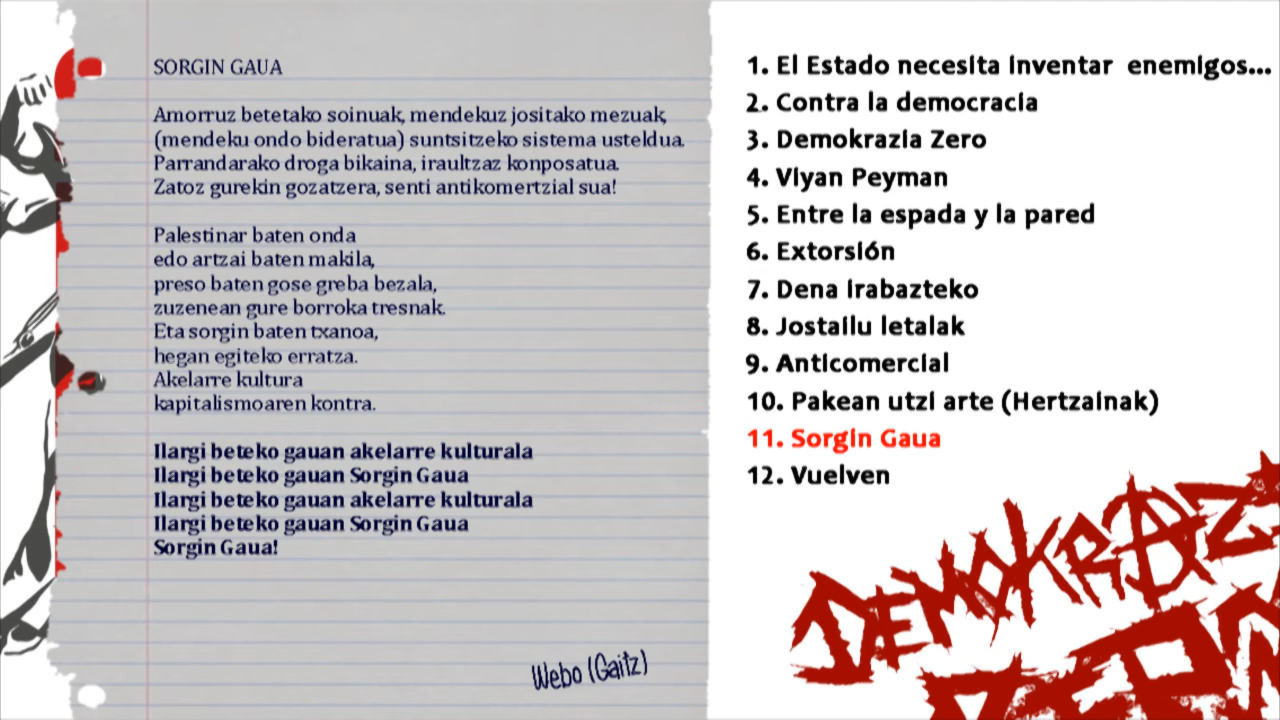 SORGIN GAUA
Amorruz betetako soinuak, mendekuz jositako mezuak,
(mendeku ondo bideratua) suntsitzeko sistema usteldua.
Parrandarako droga bikaina, iraultzaz konposatua.
Zatoz gurekin gozatzera, senti antikomertzial sua!
Palestinar baten onda
edo artzai baten makila,
preso baten gose greba bezala,
zuzenean gure borroka tresnak.
Eta sorgin baten txanoa,
hegan egiteko erratza.
Akelarre kultura
kapitalismoaren kontra.
Ilargi beteko gauan akelarre kulturala
Ilargi beteko gauan Sorgin Gaua
Ilargi beteko gauan akelarre kulturala
Ilargi beteko gauan Sorgin Gaua
Sorgin Gaua!
Webo (Gaitz)
1. El Estado necesita inventar enemigos...
2. Contra la democracia
3. Demokrazia Zero
4. Viyan Peyman
5. Entre la espada y la pared
6. Extorsión
7. Dena irabazteko
8. Jostailu letalak
9. Anticomercial
10. Pakean utzi arte (Hertzainak)
11. Sorgin Gaua
12. Vuelven
DEMOKRAZ